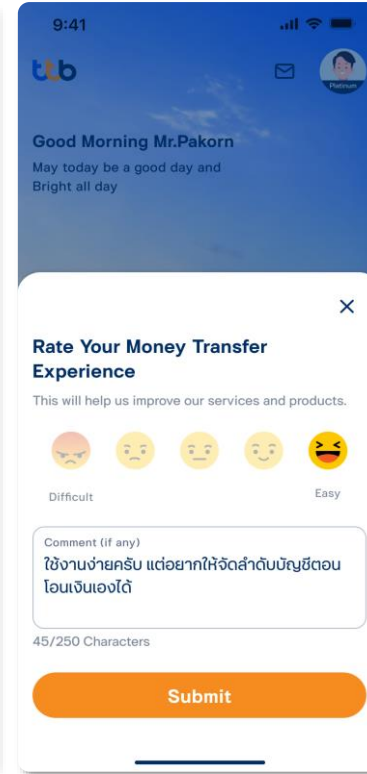 9:41
ttb
Platinum
Good Morning Mr.Pakorn
May today be a good day and
Bright all day
Rate Your Money Transfer
Experience
This will help us improve our services and products.
Difficult
Easy
Comment (if any)
ใช้งานง่ายครับ แต่อยากให้จัดลำดับบัญชีตอน
โอนเงินเองได้
45/250 Characters
Submit